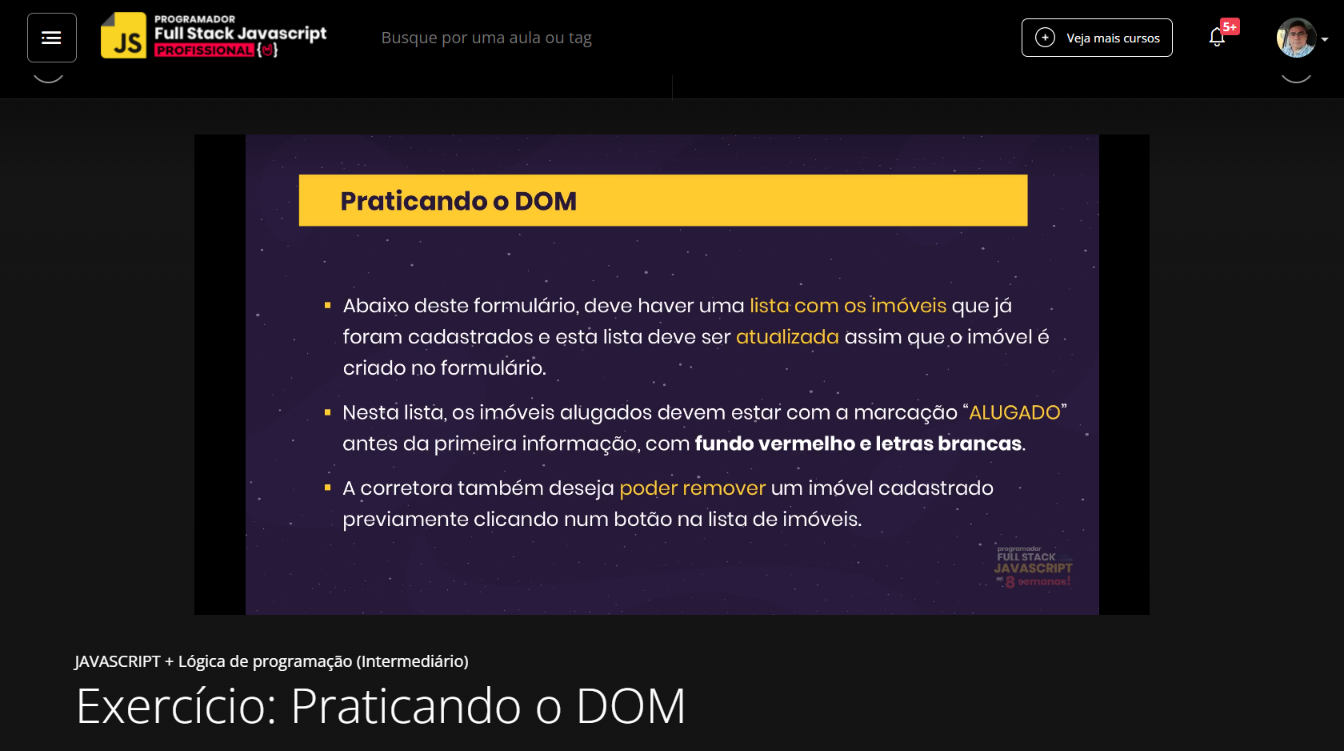 JS
PROGRAMADOR
Full Stack Javascript
PROFISSIONAL { }
Busque por uma aula ou tag
Veja mais cursos
5+
Praticando o DOM
Abaixo deste formulário, deve haver uma lista com os imóveis que já
foram cadastrados e esta lista deve ser atualizada assim que o imóvel é
criado no formulário.
Nesta lista, os imóveis alugados devem estar com a marcação “ALUGADO”
antes da primeira informação, com fundo vermelho e letras brancas.
A corretora também deseja poder remover um imóvel cadastrado
previamente clicando num botão na lista de imóveis.
programador
FULL STACK
JAVASCRIPT
em 8 semanas!
JAVASCRIPT + Lógica de programação (Intermediário)
Exercício: Praticando o DOM